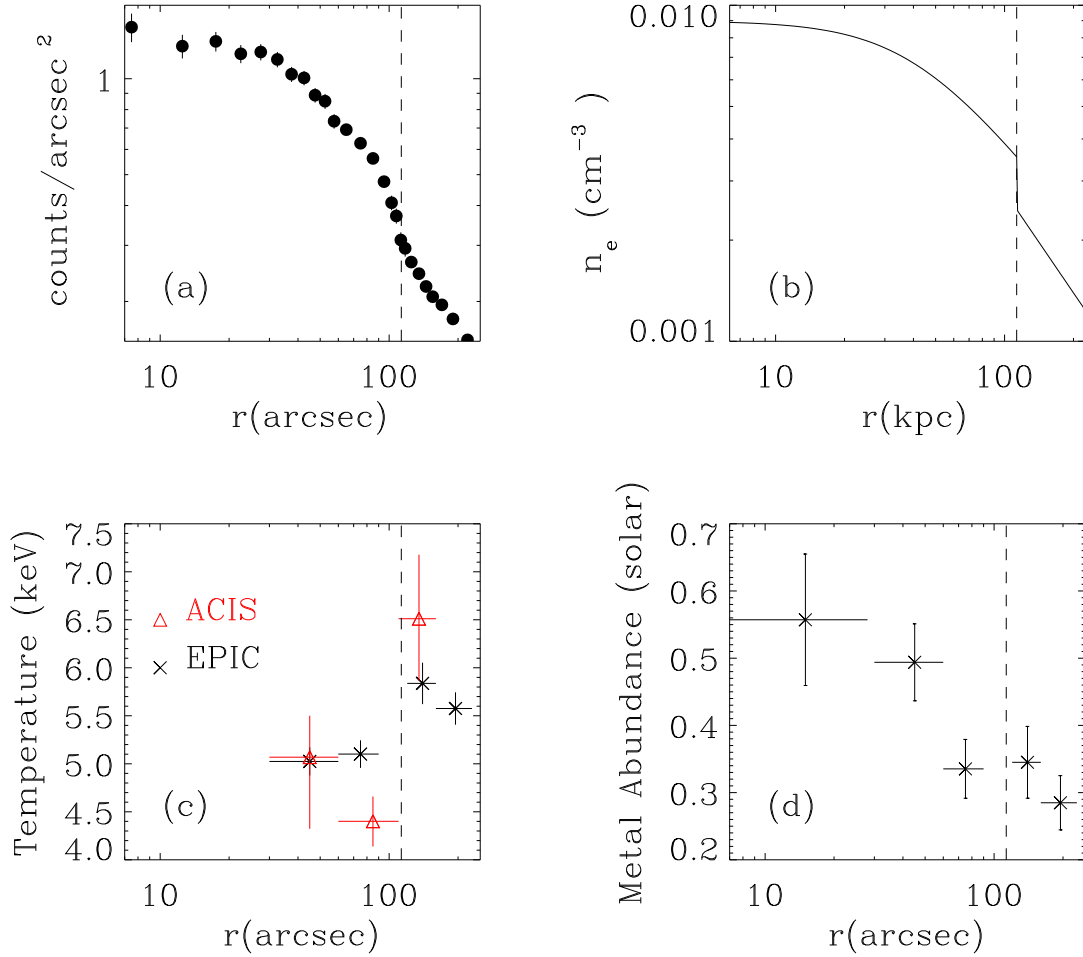 counts/arcsec²
1
(a)
10 100
r(arcsec)
n_e (cm⁻³)
0.010
0.001
(b)
10 100
r(kpc)
Temperature (keV)
7.5
7.0
6.5
6.0
5.5
5.0
4.5
4.0
ACIS
EPIC
(c)
10 100
r(arcsec)
Metal Abundance (solar)
0.7
0.6
0.5
0.4
0.3
0.2
(d)
10 100
r(arcsec)